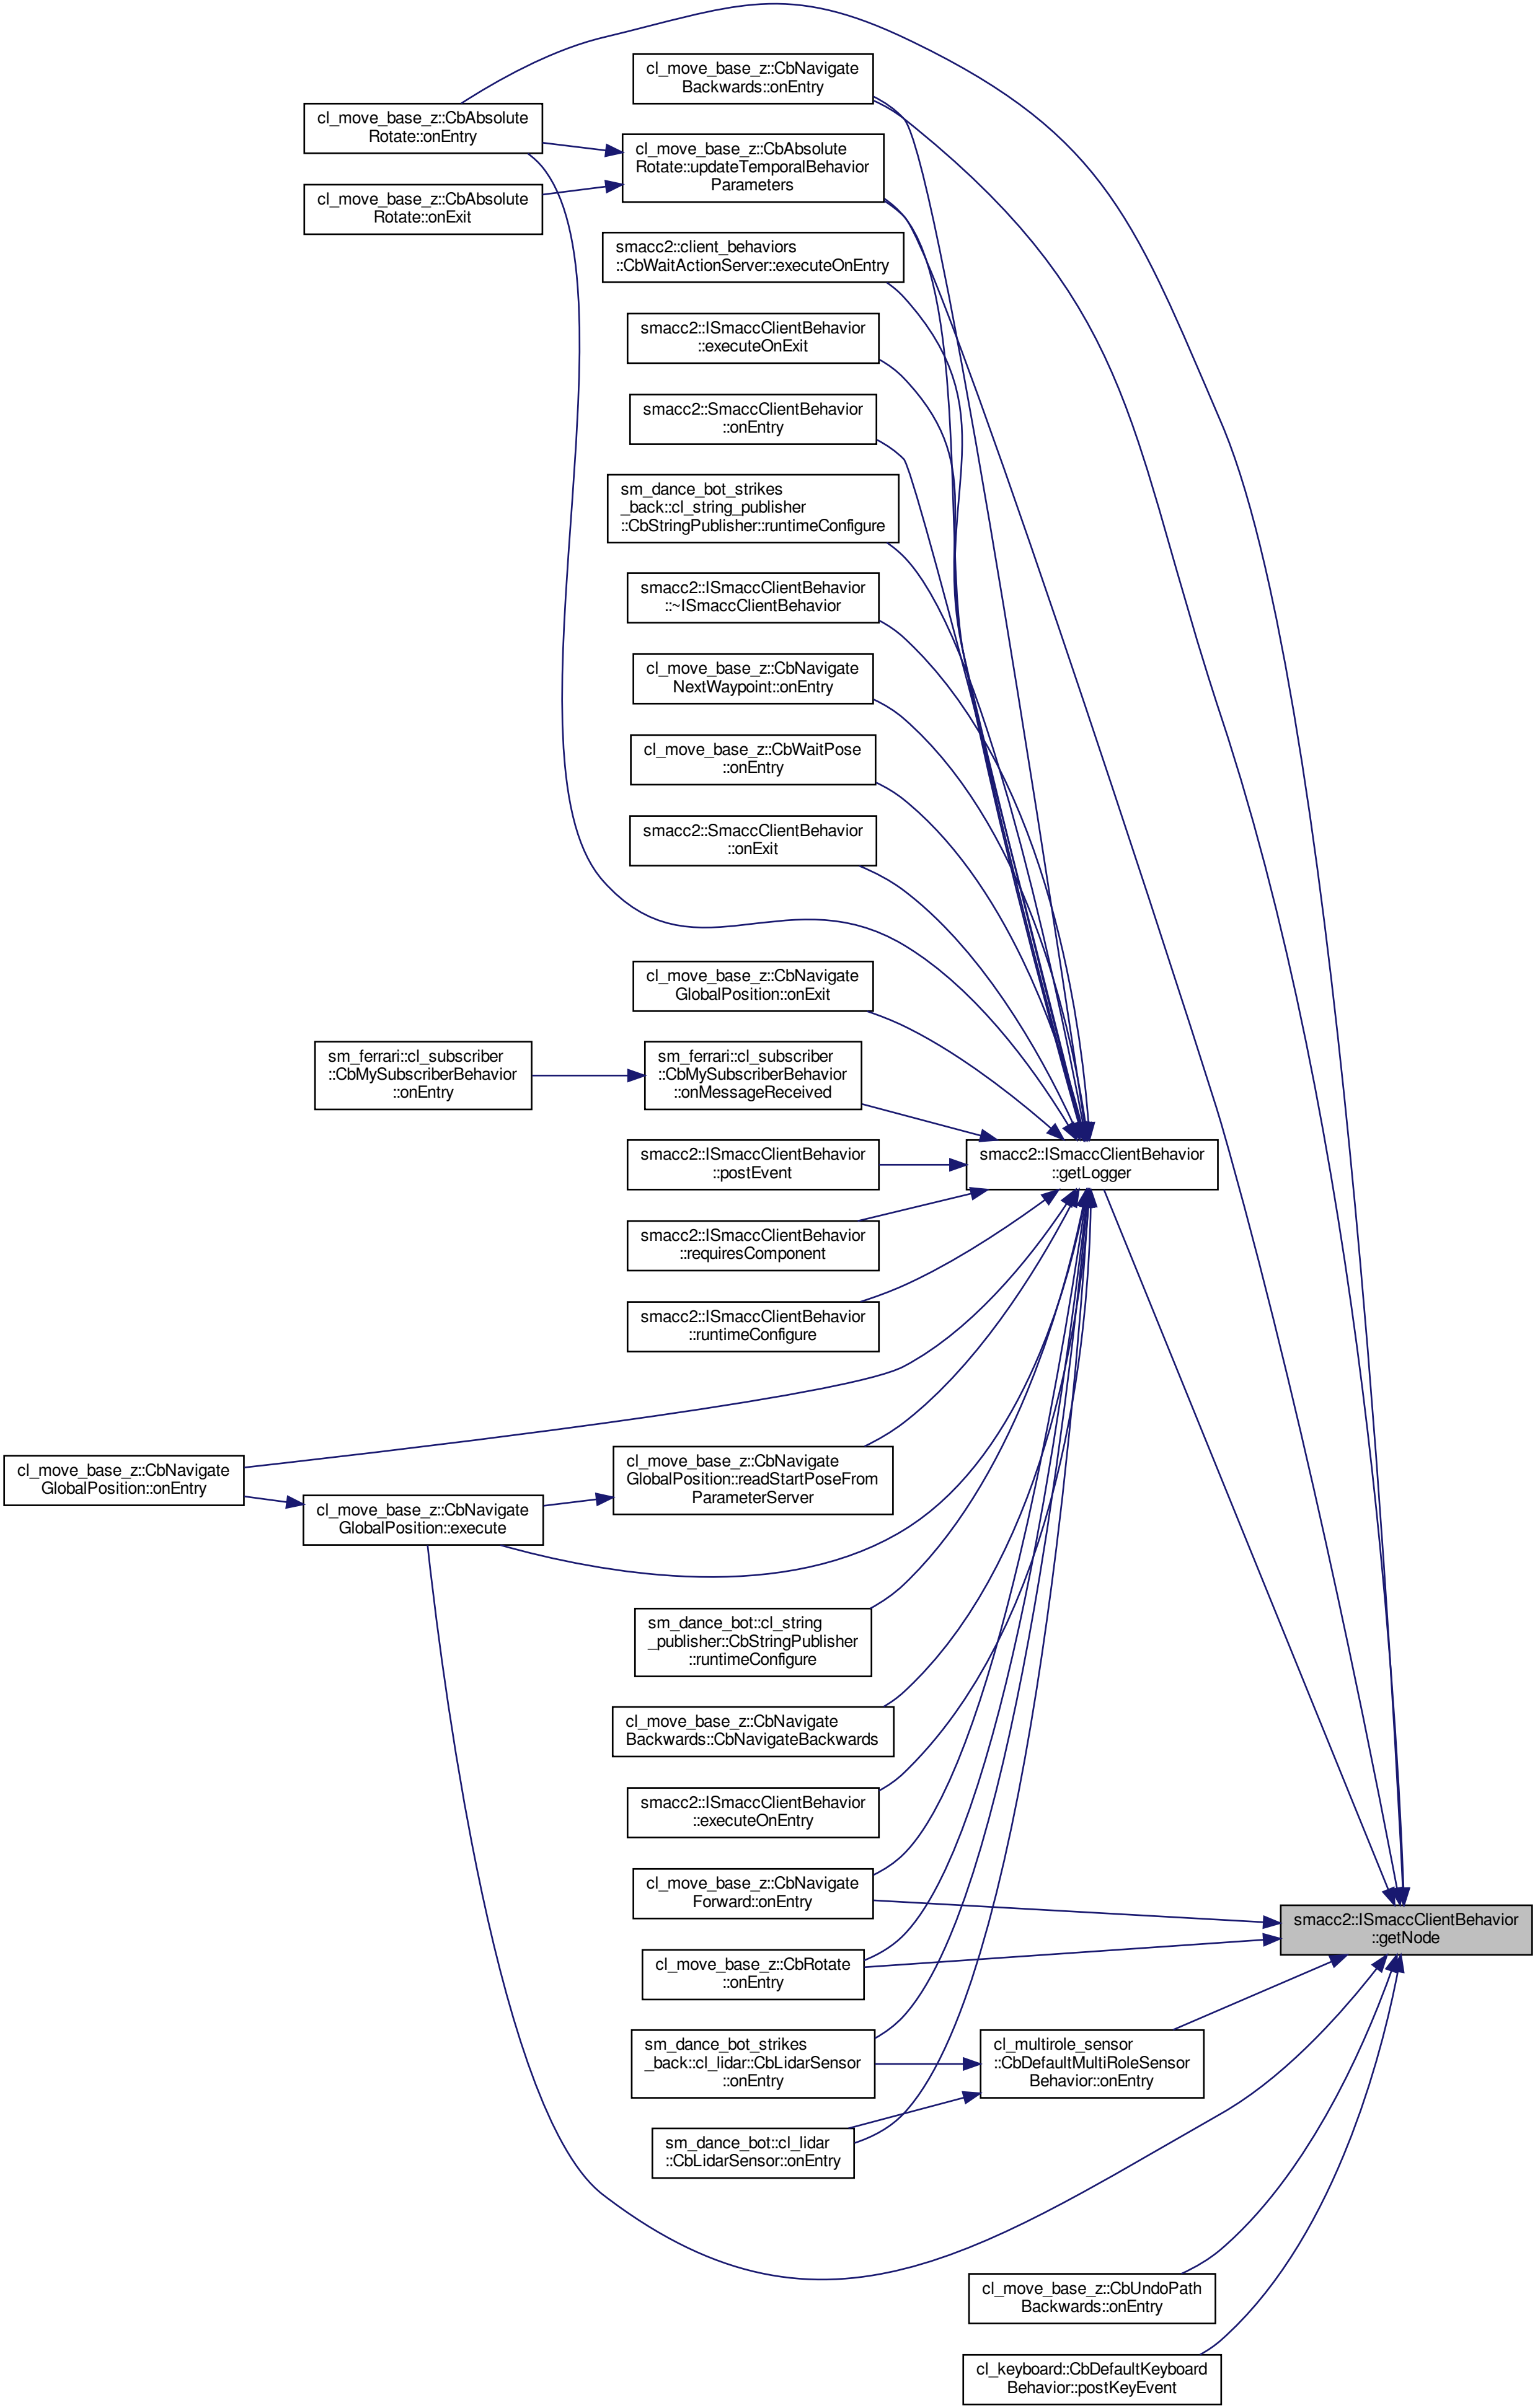 cl_move_base_z::CbNavigate
Backwards::onEntry
cl_move_base_z::CbAbsolute
Rotate::onEntry
cl_move_base_z::CbAbsolute
Rotate::updateTemporalBehavior
Parameters
cl_move_base_z::CbAbsolute
Rotate::onExit
smacc2::client_behaviors
::CbWaitActionServer::executeOnEntry
smacc2::ISmaccClientBehavior
::executeOnExit
smacc2::SmaccClientBehavior
::onEntry
sm_dance_bot_strikes
_back::cl_string_publisher
::CbStringPublisher::runtimeConfigure
smacc2::ISmaccClientBehavior
::~ISmaccClientBehavior
cl_move_base_z::CbNavigate
NextWaypoint::onEntry
cl_move_base_z::CbWaitPose
::onEntry
smacc2::SmaccClientBehavior
::onExit
cl_move_base_z::CbNavigate
GlobalPosition::onExit
sm_ferrari::cl_subscriber
::CbMySubscriberBehavior
::onEntry
sm_ferrari::cl_subscriber
::CbMySubscriberBehavior
::onMessageReceived
smacc2::ISmaccClientBehavior
::postEvent
smacc2::ISmaccClientBehavior
::getLogger
smacc2::ISmaccClientBehavior
::requiresComponent
smacc2::ISmaccClientBehavior
::runtimeConfigure
cl_move_base_z::CbNavigate
GlobalPosition::onEntry
cl_move_base_z::CbNavigate
GlobalPosition::execute
cl_move_base_z::CbNavigate
GlobalPosition::readStartPoseFrom
ParameterServer
sm_dance_bot::cl_string
_publisher::CbStringPublisher
::runtimeConfigure
cl_move_base_z::CbNavigate
Backwards::CbNavigateBackwards
smacc2::ISmaccClientBehavior
::executeOnEntry
cl_move_base_z::CbNavigate
Forward::onEntry
smacc2::ISmaccClientBehavior
::getNode
cl_move_base_z::CbRotate
::onEntry
sm_dance_bot_strikes
_back::cl_lidar::CbLidarSensor
::onEntry
cl_multirole_sensor
::CbDefaultMultiRoleSensor
Behavior::onEntry
sm_dance_bot::cl_lidar
::CbLidarSensor::onEntry
cl_move_base_z::CbUndoPath
Backwards::onEntry
cl_keyboard::CbDefaultKeyboard
Behavior::postKeyEvent